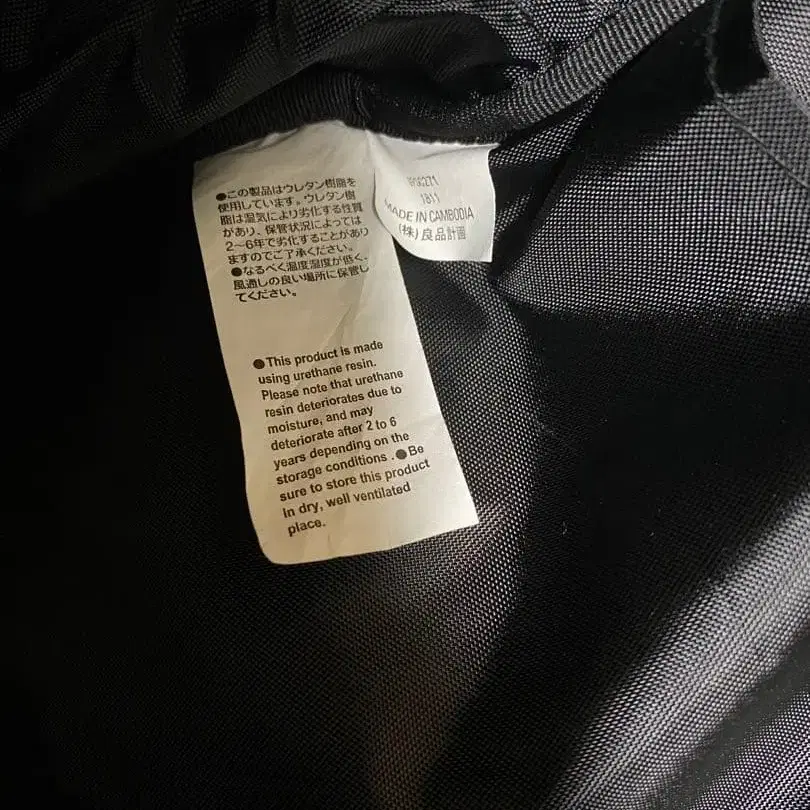 ●この製品はウレタン樹脂を
使用しています。ウレタン樹
脂は湿気により劣化する性質
があり、保管状況によっては
2〜6年で劣化することがあり
ますのでご了承ください。
●なるべく温度湿度が低く、
風通しの良い場所に保管し
てください。
●This product is made
using urethane resin.
Please note that urethane
resin deteriorates due to
moisture, and may
deteriorate after 2 to 6
years depending on the
storage conditions .●Be
sure to store this product
In dry, well ventilated
place.
1811
MADE IN CAMBODIA
(株)良品計画